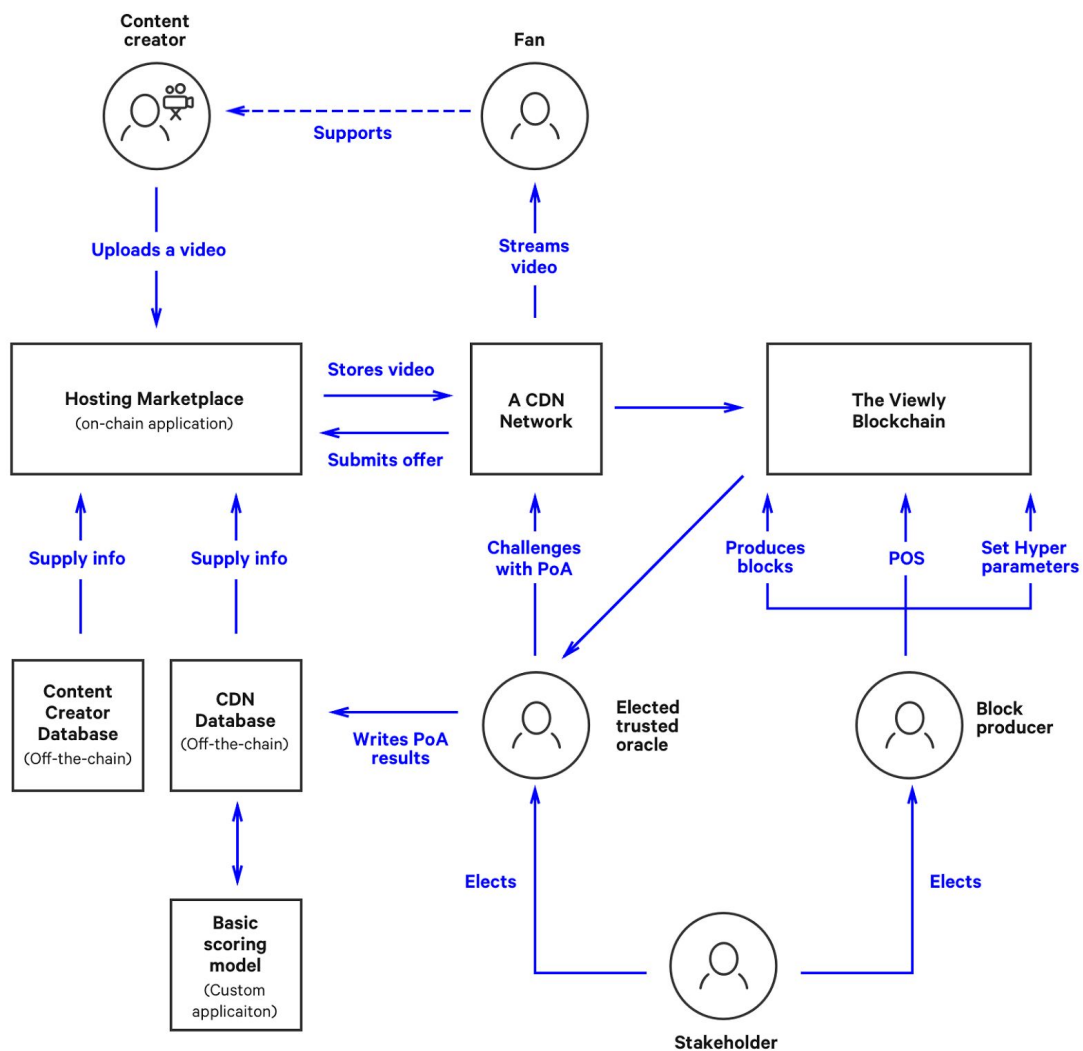 Content
creator
Fan
Supports
Uploads a video
Streams
video
Hosting Marketplace
(on-chain application)
Stores video
Submits offer
A CDN
Network
The Viewly
Blockchain
Supply info
Supply info
Challenges
with PoA
Produces
blocks
POS
Set Hyper
parameters
Content
Creator
Database
(Off-the-chain)
CDN
Database
(Off-the-chain)
Writes PoA
results
Elected
trusted
oracle
Block
producer
Elects
Elects
Basic
scoring
model
(Custom
applicaiton)
Stakeholder